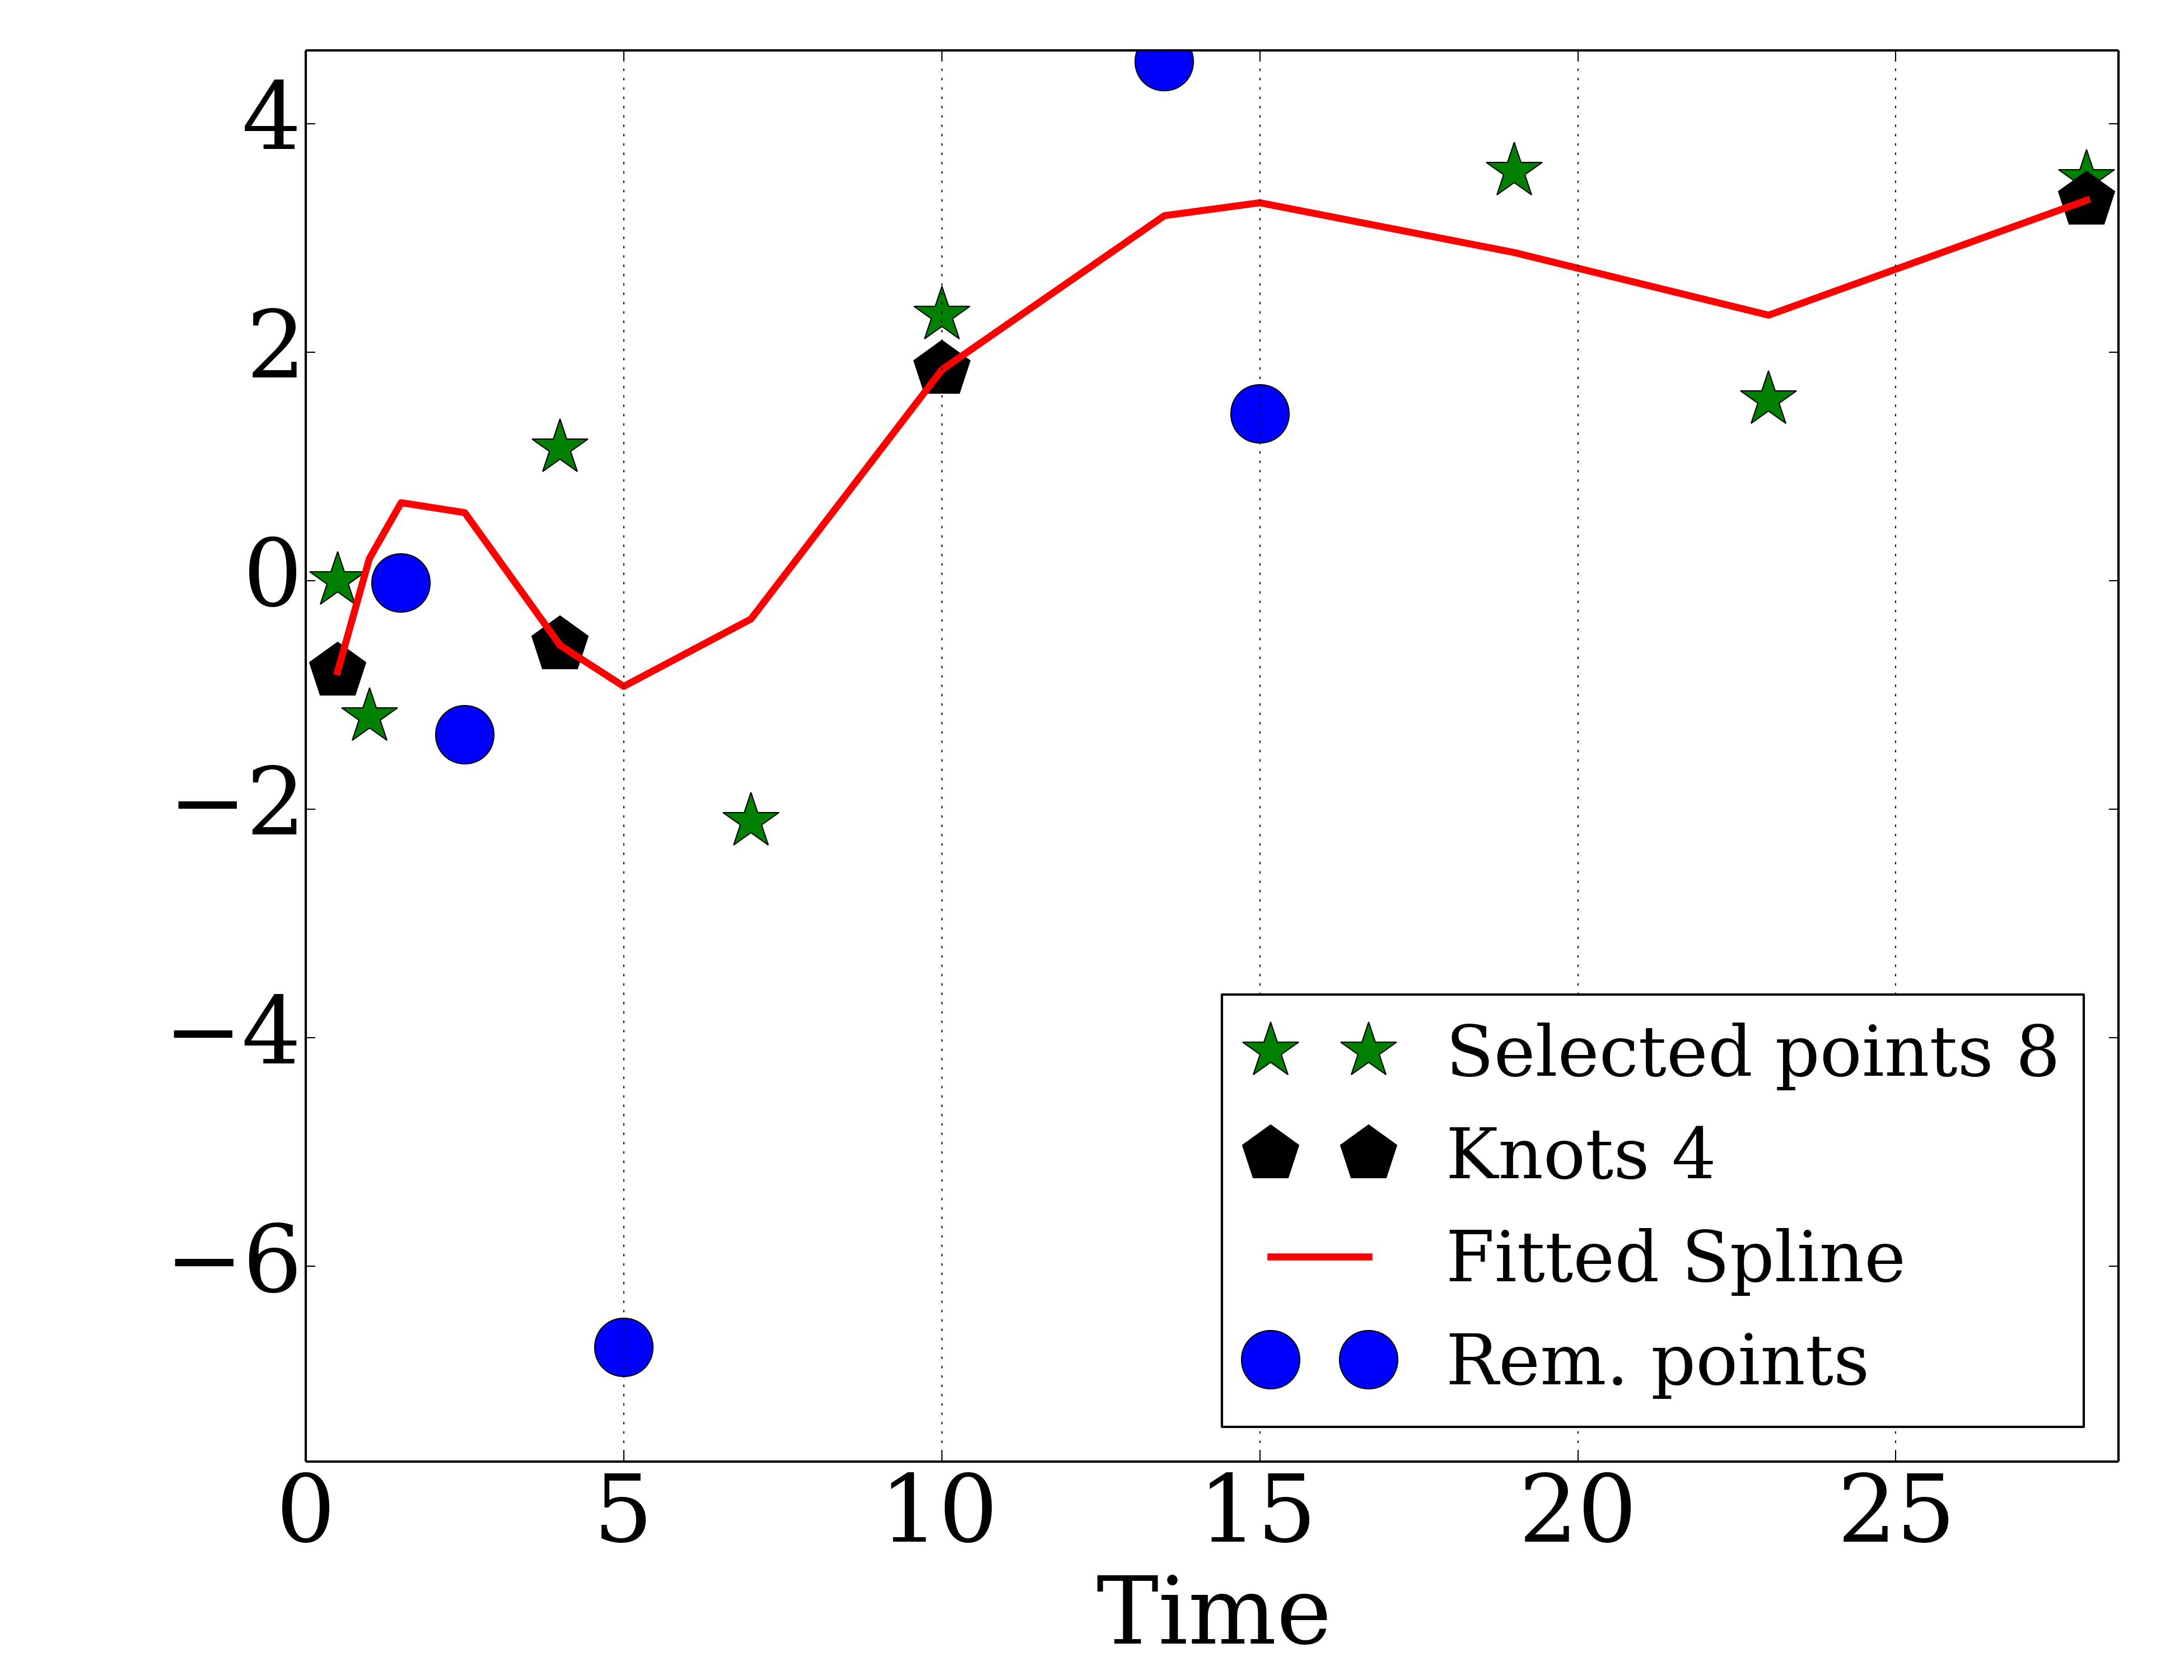 4
2
0
−2
−4
−6
0 5 10 15 20 25
Time
Selected points 8
Knots 4
Fitted Spline
Rem. points